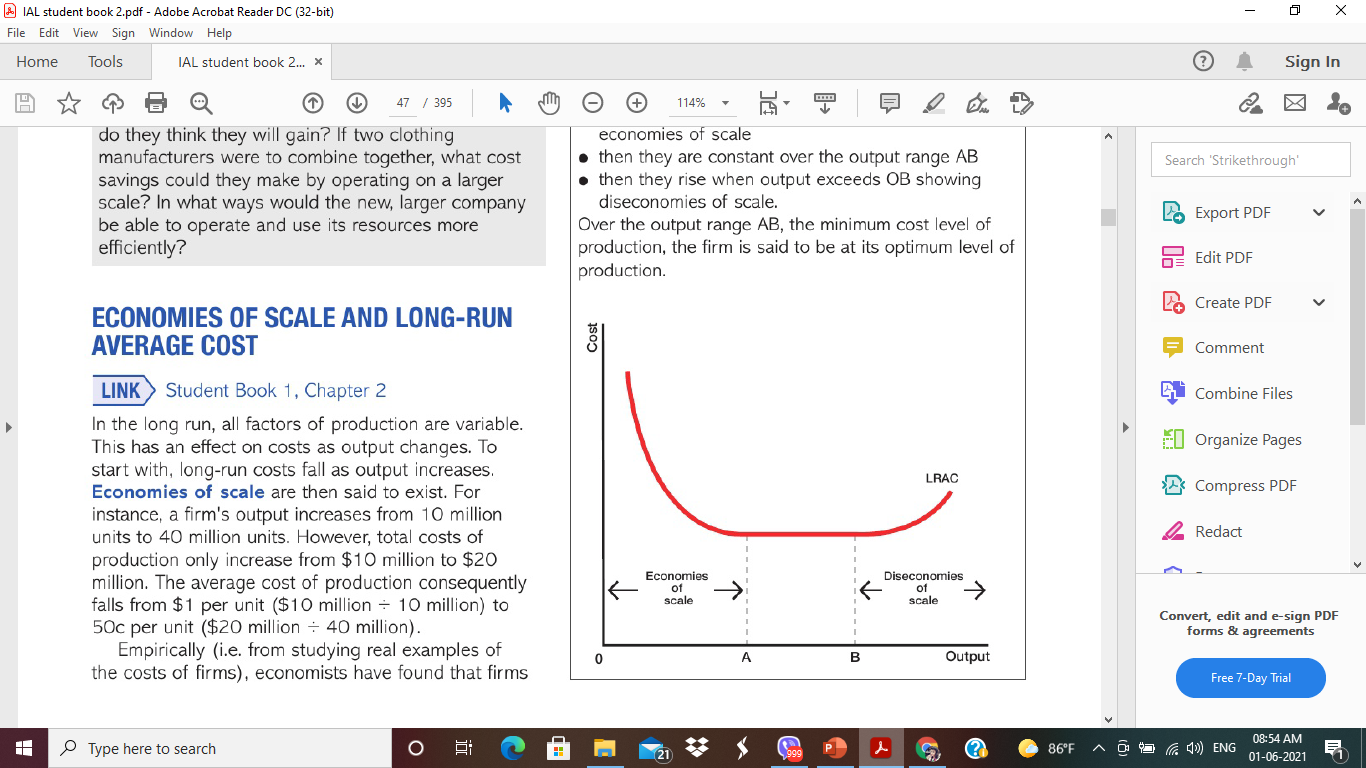 IAL student book 2.pdf - Adobe Acrobat Reader DC (32-bit)
File Edit View Sign Window Help
Home Tools IAL student book 2... × Sign In
47 / 395 114%
do they think they will gain? If two clothing
manufacturers were to combine together, what cost
savings could they make by operating on a larger
scale? In what ways would the new, larger company
be able to operate and use its resources more
efficiently?
ECONOMIES OF SCALE AND LONG-RUN
AVERAGE COST
LINK Student Book 1, Chapter 2
In the long run, all factors of production are variable.
This has an effect on costs as output changes. To
start with, long-run costs fall as output increases.
Economies of scale are then said to exist. For
instance, a firm's output increases from 10 million
units to 40 million units. However, total costs of
production only increase from $10 million to $20
million. The average cost of production consequently
falls from $1 per unit ($10 million ÷ 10 million) to
50c per unit ($20 million ÷ 40 million).
Empirically (i.e. from studying real examples of
the costs of firms), economists have found that firms
economies of scale
● then they are constant over the output range AB
● then they rise when output exceeds OB showing
diseconomies of scale.
Over the output range AB, the minimum cost level of
production, the firm is said to be at its optimum level of
production.
Cost
LRAC
Economies
of
scale
Diseconomies
of
scale
0 A B Output
Search 'Strikethrough'
Export PDF
Edit PDF
Create PDF
Comment
Combine Files
Organize Pages
Compress PDF
Redact
Convert, edit and e-sign PDF
forms & agreements
Free 7-Day Trial
Type here to search
21
999
86°F
ENG
08:54 AM
01-06-2021
1